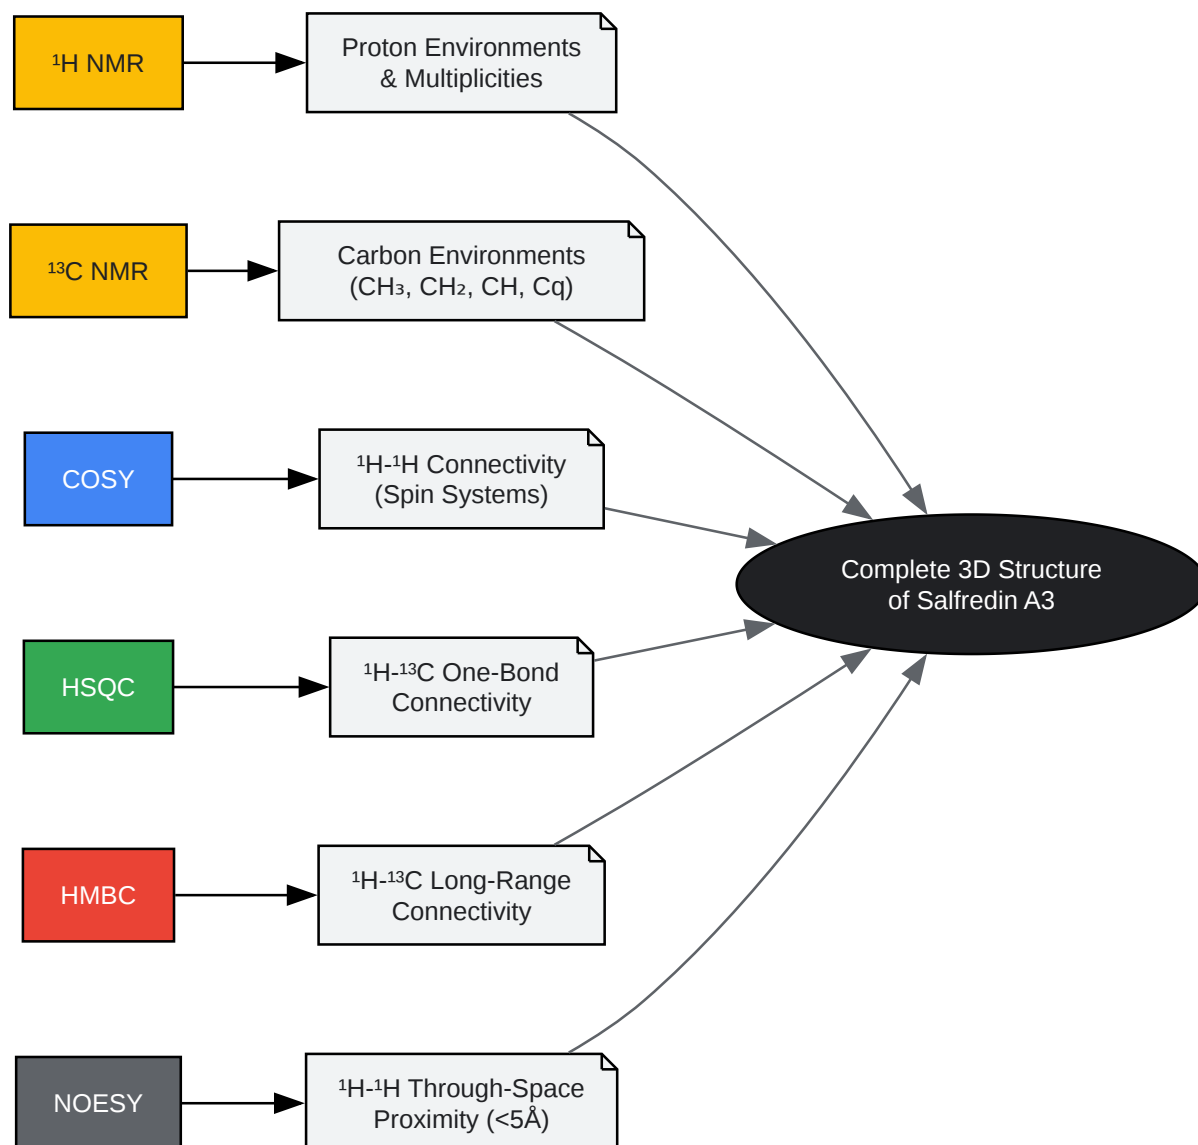 ¹H NMR
Proton Environments
& Multiplicities
¹³C NMR
Carbon Environments
(CH₃, CH₂, CH, Cq)
COSY
¹H-¹H Connectivity
(Spin Systems)
Complete 3D Structure
of Salfredin A3
HSQC
¹H-¹³C One-Bond
Connectivity
HMBC
¹H-¹³C Long-Range
Connectivity
NOESY
¹H-¹H Through-Space
Proximity (<5Å)